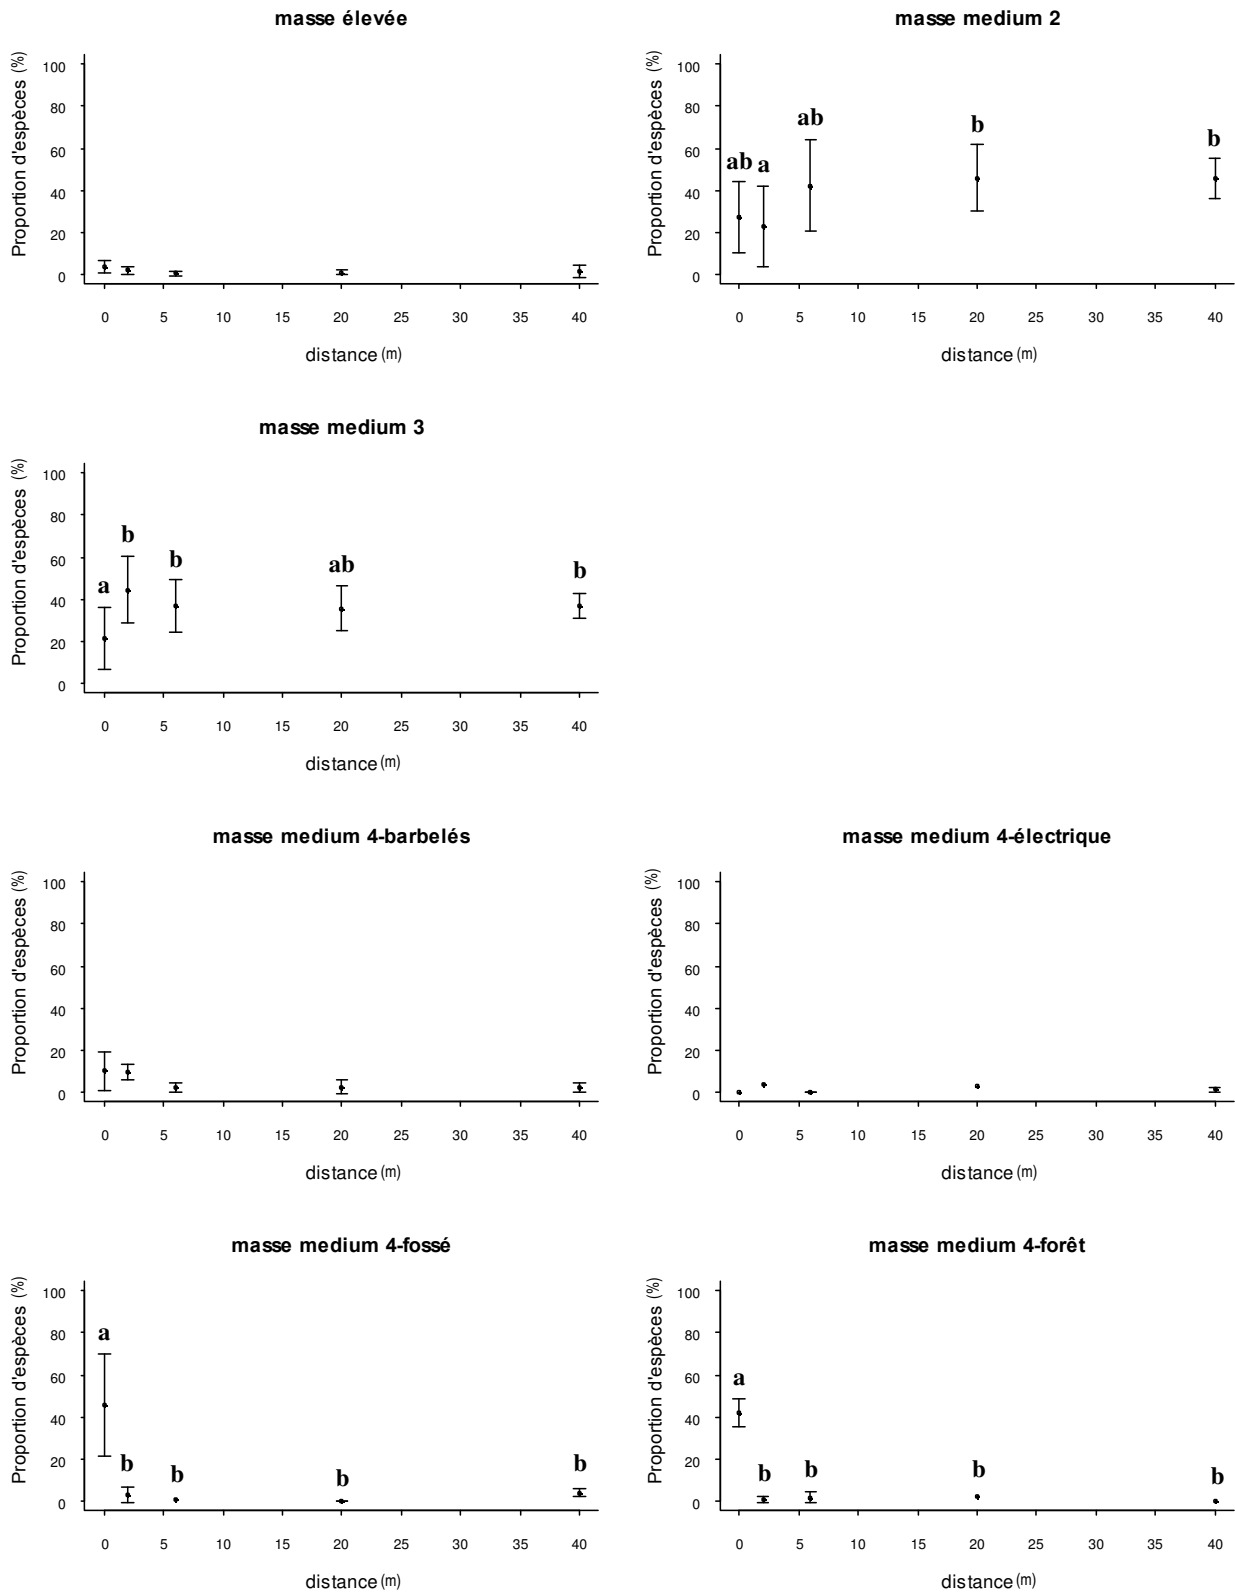 masse élevée
Proportion d'espèces (%)
100
80
60
40
20
0
0 5 10 15 20 25 30 35 40
distance (m)
masse medium 2
Proportion d'espèces (%)
100
80
60
40
20
0
ab a ab b b
0 5 10 15 20 25 30 35 40
distance (m)
masse medium 3
Proportion d'espèces (%)
100
80
60
40
20
0
a b b ab b
0 5 10 15 20 25 30 35 40
distance (m)
masse medium 4-barbelés
Proportion d'espèces (%)
100
80
60
40
20
0
0 5 10 15 20 25 30 35 40
distance (m)
masse medium 4-électrique
Proportion d'espèces (%)
100
80
60
40
20
0
0 5 10 15 20 25 30 35 40
distance (m)
masse medium 4-fossé
Proportion d'espèces (%)
100
80
60
40
20
0
a b b b b
0 5 10 15 20 25 30 35 40
distance (m)
masse medium 4-forêt
Proportion d'espèces (%)
100
80
60
40
20
0
a b b b b
0 5 10 15 20 25 30 35 40
distance (m)